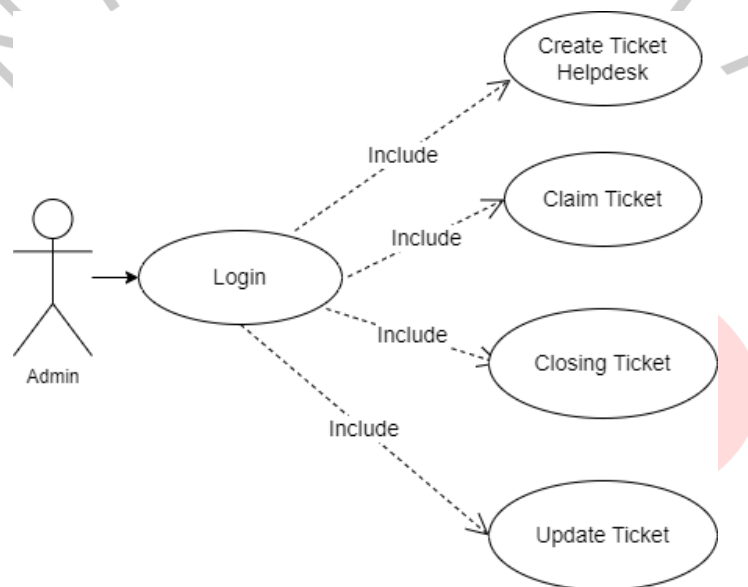 Create Ticket
Helpdesk
Include
Claim Ticket
Include
Login
Include
Closing Ticket
Admin
Include
Update Ticket